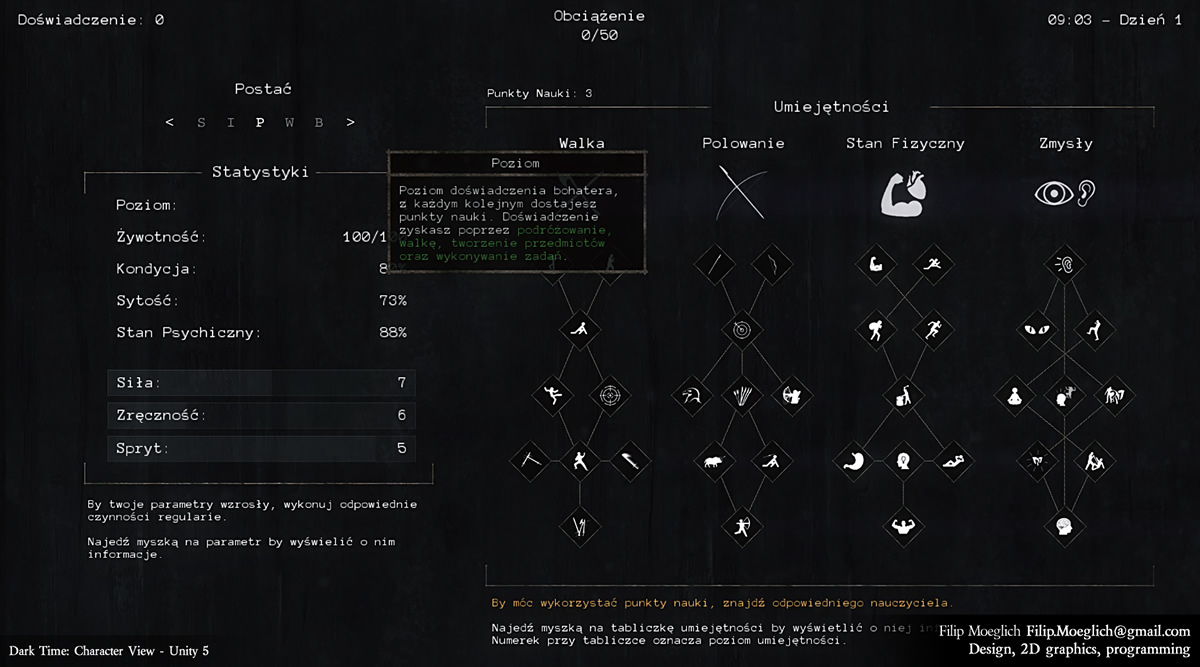 Doświadczenie: 0
Obciążenie
0/50
09:03 - Dzień 1
Postać
< S I P W B >
Statystyki
Poziom:
Żywotność: 100/1
Kondycja: 8
Sytość: 73%
Stan Psychiczny: 88%
Siła: 7
Zręczność: 6
Spryt: 5
By twoje parametry wzrosły, wykonuj odpowiednie
czynności regularie.
Najedź myszką na parametr by wyświelić o nim
informacje.
Poziom
Poziom doświadczenia bohatera,
z każdym kolejnym dostajesz
punkty nauki. Doświadczenie
zyskasz poprzez podróżowanie,
walkę, tworzenie przedmiotów
oraz wykonywanie zadań.
Punkty Nauki: 3
Umiejętności
Walka
Polowanie
Stan Fizyczny
Zmysły
By móc wykorzystać punkty nauki, znajdź odpowiedniego nauczyciela.
Najedź myszką na tabliczkę umiejętności by wyświetlić o niej
Numerek przy tabliczce oznacza poziom umiejętności.
Dark Time: Character View - Unity 5
Filip Moeglich Filip.Moeglich@gmail.com
Design, 2D graphics, programming